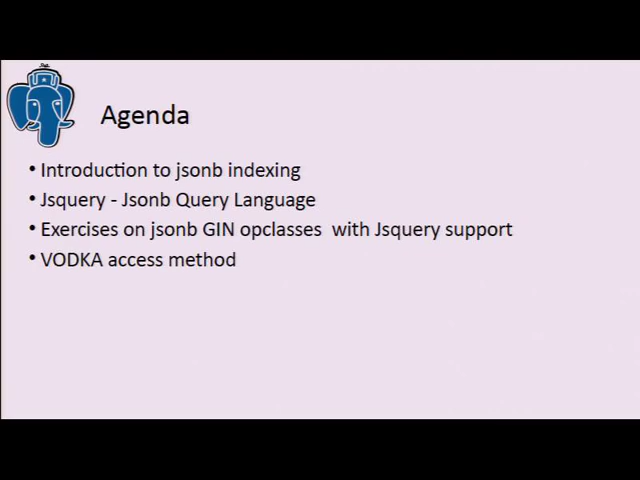 Agenda
• Introduction to jsonb indexing
• Jsquery - Jsonb Query Language
• Exercises on jsonb GIN opclasses with Jsquery support
• VODKA access method